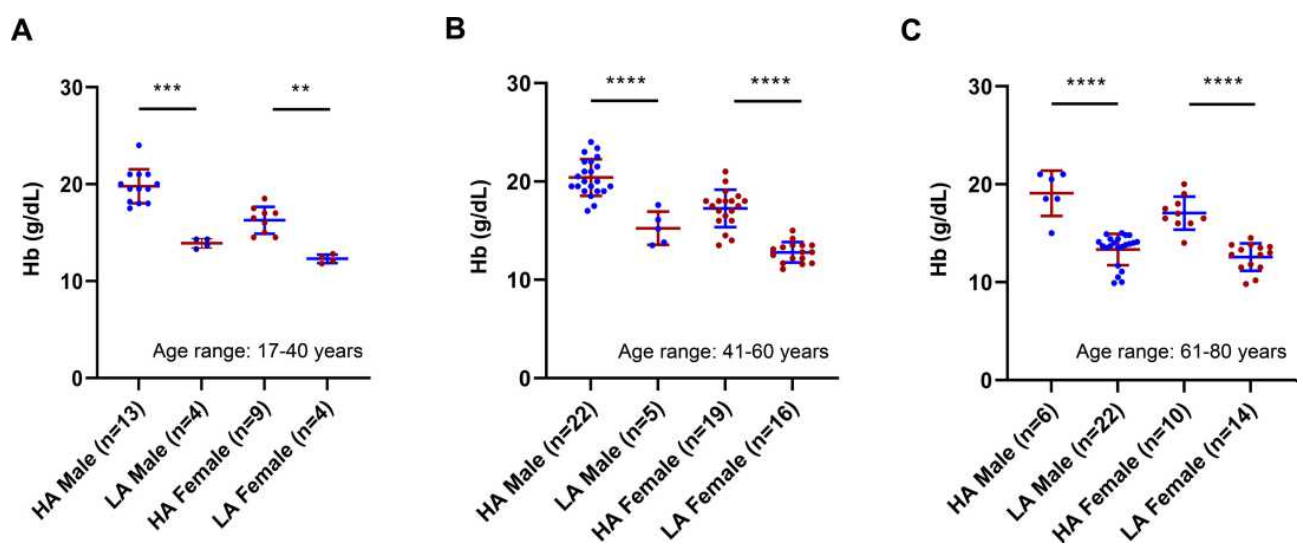 A
B
C
Hb (g/dL)
30
20
10
0
***
**
Age range: 17-40 years
HA Male (n=13)
LA Male (n=4)
HA Female (n=9)
LA Female (n=4)
Hb (g/dL)
30
20
10
0
****
****
Age range: 41-60 years
HA Male (n=22)
LA Male (n=5)
HA Female (n=19)
LA Female (n=16)
Hb (g/dL)
30
20
10
0
****
****
Age range: 61-80 years
HA Male (n=6)
LA Male (n=22)
HA Female (n=10)
LA Female (n=14)